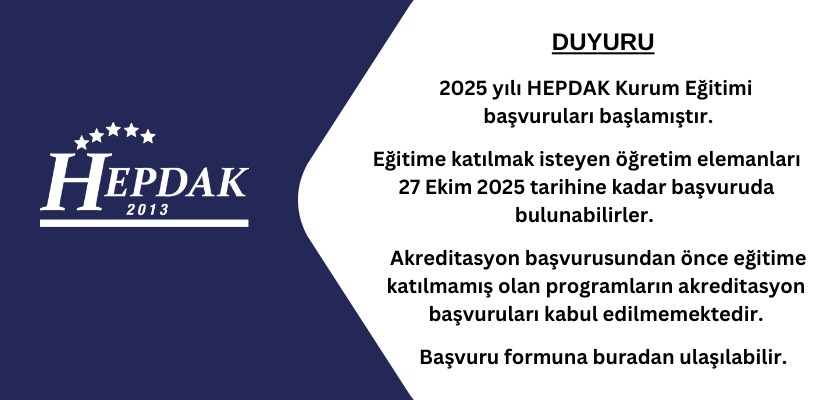 HEPDAK
2013
DUYURU
2025 yılı HEPDAK Kurum Eğitimi
başvuruları başlamıştır.
Eğitime katılmak isteyen öğretim elemanları
27 Ekim 2025 tarihine kadar başvuruda
bulunabilirler.
Akreditasyon başvurusundan önce eğitime
katılmamış olan programların akreditasyon
başvuruları kabul edilmemektedir.
Başvuru formuna buradan ulaşılabilir.